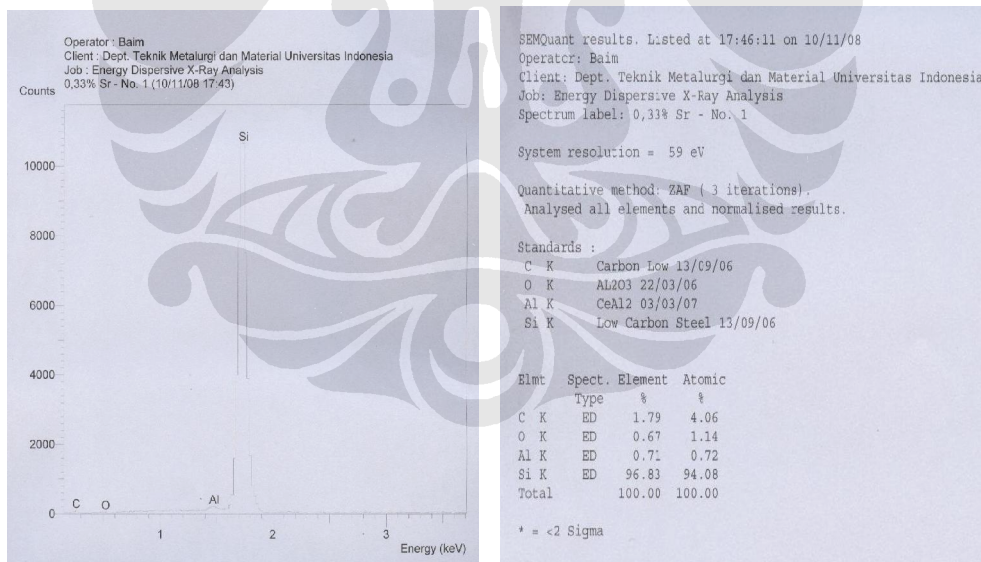 Operator : Baim
Client : Dept. Teknik Metalurgi dan Material Universitas Indonesia
Job : Energy Dispersive X-Ray Analysis
0,33% Sr - No. 1 (10/11/08 17:43)
Counts
Si
10000
8000
6000
4000
2000
0
C
O
Al
1
2
3
Energy (keV)
SEMQuant results. Listed at 17:46:11 on 10/11/08
Operator: Baim
Client: Dept. Teknik Metalurgi dan Material Universitas Indonesia
Job: Energy Dispersive X-Ray Analysis
Spectrum label: 0,33% Sr - No. 1
System resolution = 59 eV
Quantitative method: ZAF ( 3 iterations).
Analysed all elements and normalised results.
Standards :
C K Carbon Low 13/09/06
O K AL2O3 22/03/06
Al K CeAl2 03/03/07
Si K Low Carbon Steel 13/09/06
Elmt Spect. Element Atomic
Type % %
C K ED 1.79 4.06
O K ED 0.67 1.14
Al K ED 0.71 0.72
Si K ED 96.83 94.08
Total 100.00 100.00
* = <2 Sigma